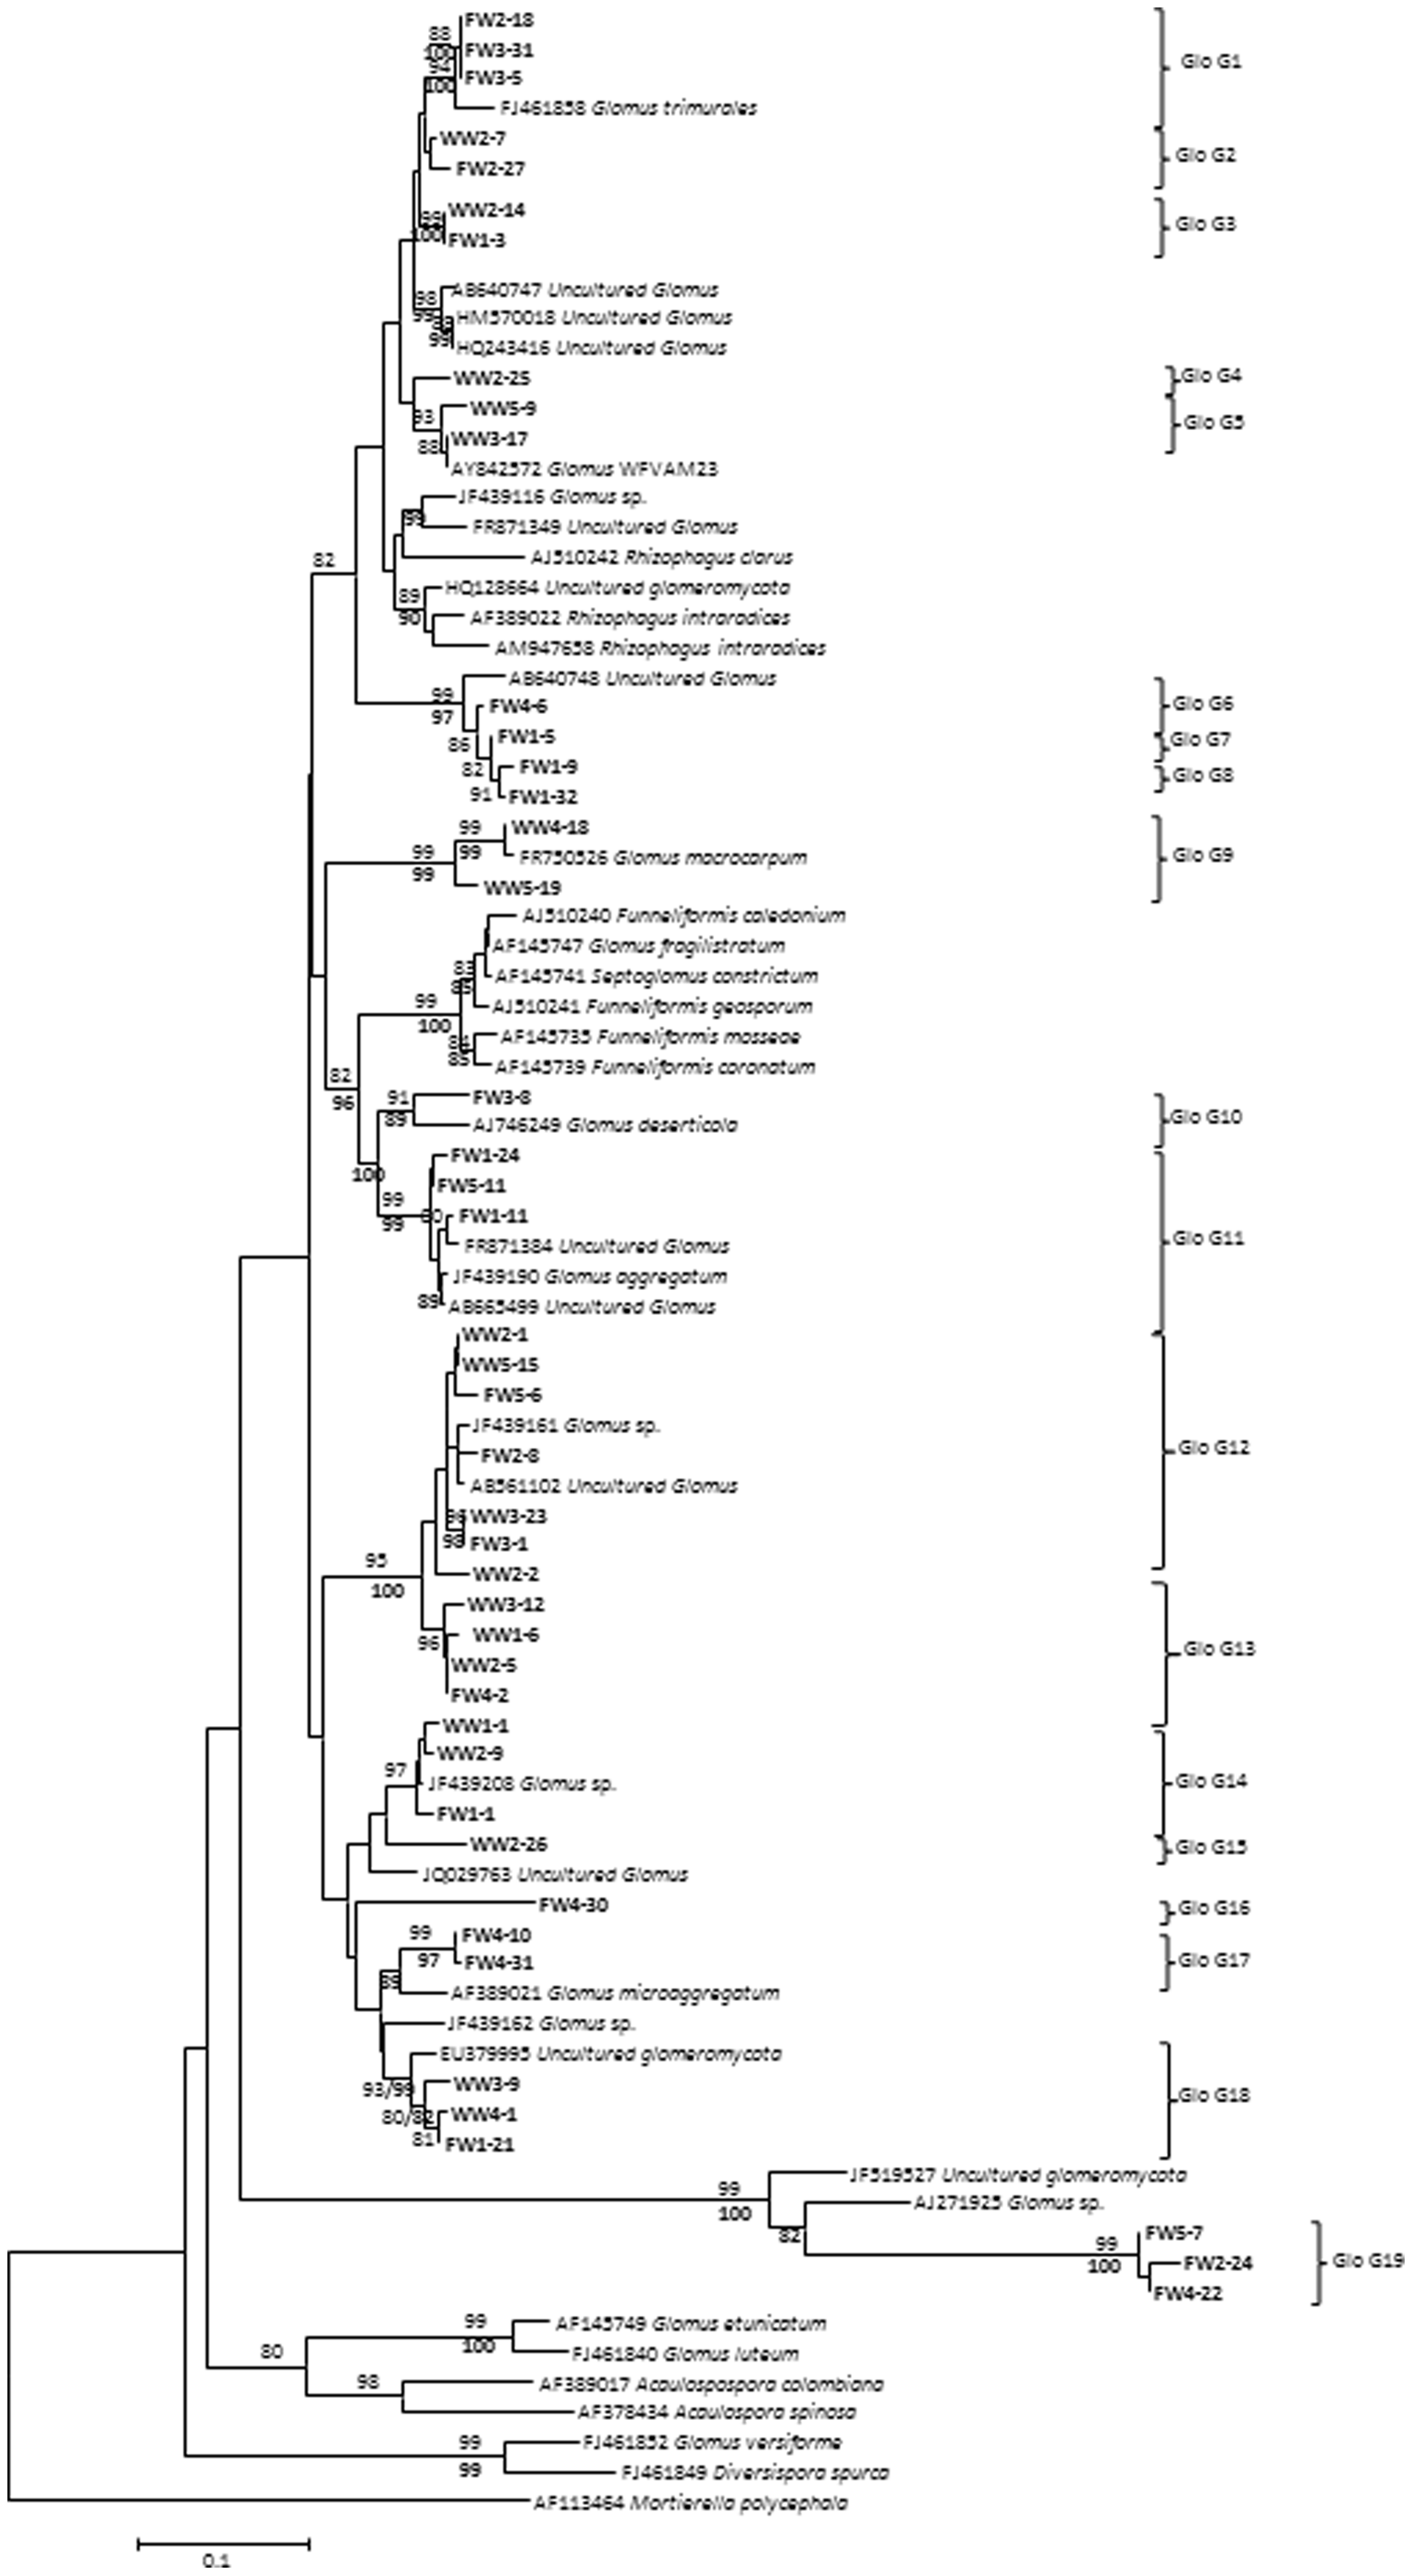 88
FW2-18
100
FW3-31
Glo G1
94
FW3-5
100
FJ461858 Glomus trimurales
WW2-7
Glo G2
FW2-27
WW2-14
99
Glo G3
100
FW1-3
AB640747 Uncultured Glomus
98
99
HM570018 Uncultured Glomus
99
HQ243416 Uncultured Glomus
WW2-25
Glo G4
WW5-9
93
Glo G5
WW3-17
88
AY842572 Glomus WFVAM23
JF439116 Glomus sp.
99
FR871349 Uncultured Glomus
82
AJ510242 Rhizophagus clarus
HQ128664 Uncultured glomeromycota
89
90
AF389022 Rhizophagus intraradices
AM947658 Rhizophagus intraradices
AB640748 Uncultured Glomus
99
97
FW4-6
Glo G6
86
FW1-5
Glo G7
82
FW1-9
Glo G8
91
FW1-32
99
WW4-18
99
99
99
FR750526 Glomus macrocarpum
Glo G9
WW5-19
AJ510240 Funneliformis caledonium
AF145747 Glomus fragilistratum
83
85
AF145741 Septoglomus constrictum
99
AJ510241 Funneliformis geosporum
100
AF145735 Funneliformis mosseae
84
85
AF145739 Funneliformis coronatum
82
96
91
FW3-8
Glo G10
89
AJ746249 Glomus deserticola
FW1-24
100
FW5-11
99
99
80
FW1-11
Glo G11
FR871384 Uncultured Glomus
JF439190 Glomus aggregatum
89
AB665499 Uncultured Glomus
WW2-1
WW5-15
FW5-6
JF439161 Glomus sp.
Glo G12
FW2-8
AB561102 Uncultured Glomus
96
WW3-23
98
FW3-1
95
WW2-2
100
WW3-12
WW1-6
96
Glo G13
WW2-5
FW4-2
WW1-1
WW2-9
97
JF439208 Glomus sp.
Glo G14
FW1-1
WW2-26
Glo G15
JQ029763 Uncultured Glomus
FW4-30
Glo G16
99
FW4-10
97
FW4-31
Glo G17
89
AF389021 Glomus microaggregatum
JF439162 Glomus sp.
EU379995 Uncultured glomeromycota
93/99
WW3-9
Glo G18
80/82
WW4-1
81
FW1-21
JF519527 Uncultured glomeromycota
99
100
AJ271925 Glomus sp.
82
FW5-7
99
100
FW2-24
Glo G19
FW4-22
99
AF145749 Glomus etunicatum
100
FJ461840 Glomus luteum
80
98
AF389017 Acaulospospora colombiana
AF378434 Acaulospora spinosa
99
FJ461852 Glomus versiforme
99
FJ461849 Diversispora spurca
AF113464 Mortierella polycephala
0.1